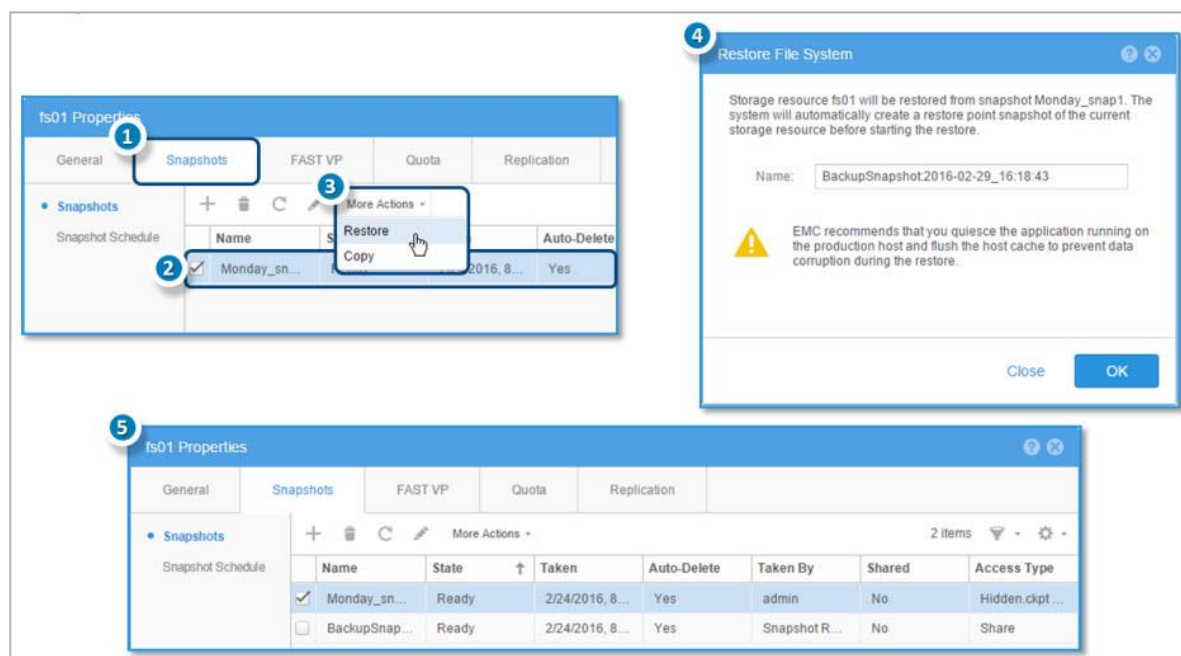 1
fs01 Properties
General Snapshots FAST VP Quota Replication
3
Snapshots
Snapshot Schedule
More Actions
Restore
Copy
Name Auto-Delete
2
Monday_sn... 2016, 8... Yes
4
Restore File System
Storage resource fs01 will be restored from snapshot Monday_snap1. The
system will automatically create a restore point snapshot of the current
storage resource before starting the restore.
Name: BackupSnapshot:2016-02-29_16:18:43
EMC recommends that you quiesce the application running on
the production host and flush the host cache to prevent data
corruption during the restore.
Close OK
5
fs01 Properties
General Snapshots FAST VP Quota Replication
Snapshots
Snapshot Schedule
More Actions 2 items
Name State Taken Auto-Delete Taken By Shared Access Type
Monday_sn... Ready 2/24/2016, 8... Yes admin No Hidden.ckpt ...
BackupSnap... Ready 2/24/2016, 8... Yes Snapshot R... No Share